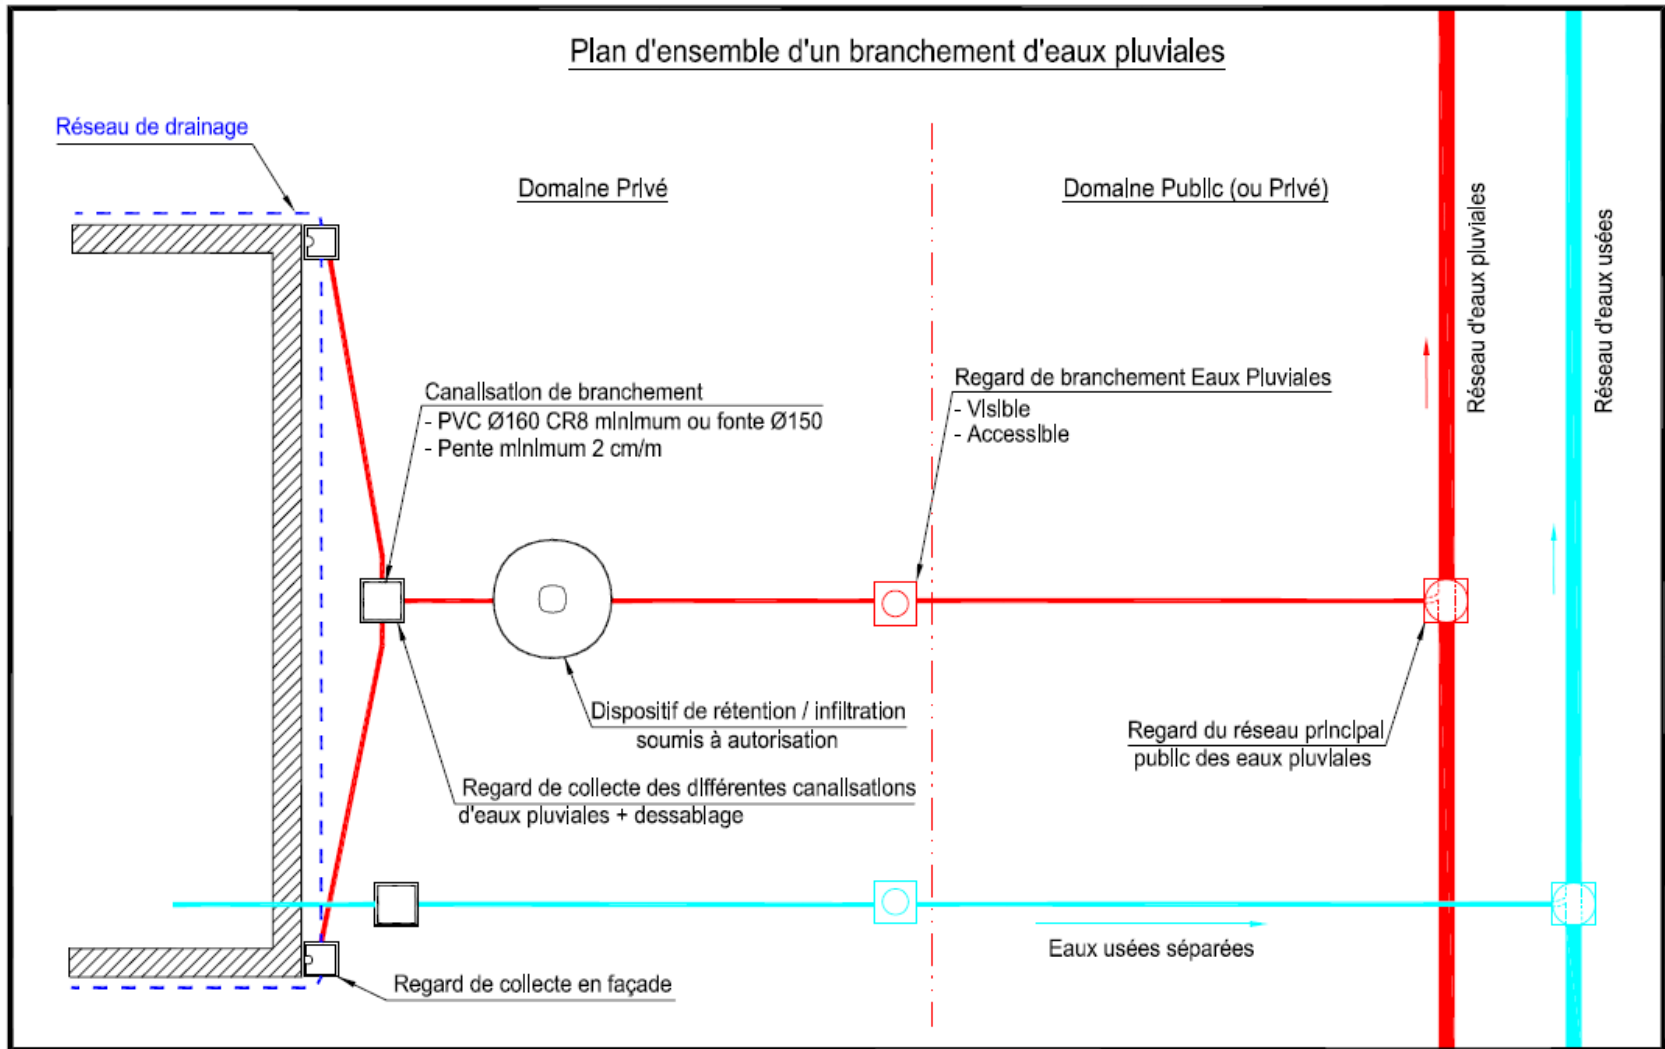 Plan d'ensemble d'un branchement d'eaux pluviales
Réseau de drainage
Domaine Privé
Domaine Public (ou Privé)
Réseau d'eaux pluviales
Réseau d'eaux usées
Canalisation de branchement
- PVC Ø160 CR8 minimum ou fonte Ø150
- Pente minimum 2 cm/m
Regard de branchement Eaux Pluviales
- Visible
- Accessible
Dispositif de rétention / infiltration
soumis à autorisation
Regard du réseau principal
public des eaux pluviales
Regard de collecte des différentes canalisations
d'eaux pluviales + dessablage
Eaux usées séparées
Regard de collecte en façade